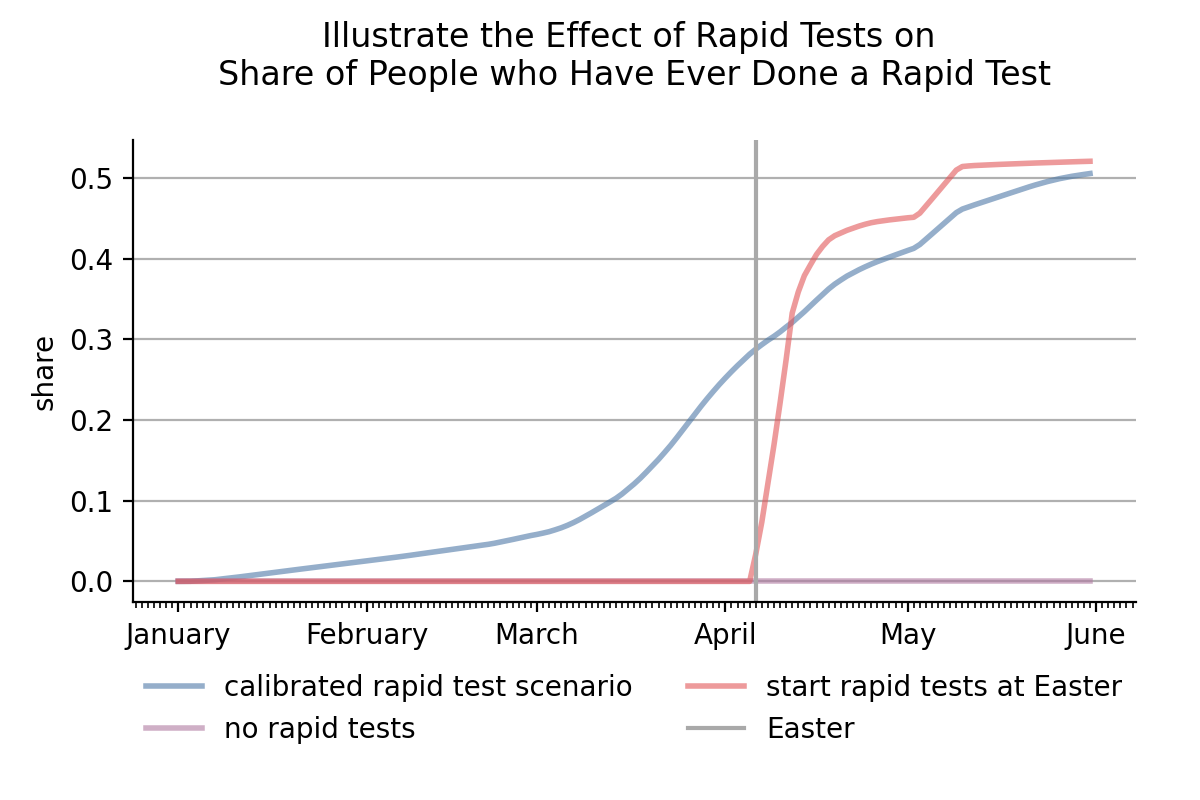 Illustrate the Effect of Rapid Tests on
Share of People who Have Ever Done a Rapid Test
share
0.5
0.4
0.3
0.2
0.1
0.0
January February March April May June
calibrated rapid test scenario start rapid tests at Easter
no rapid tests Easter